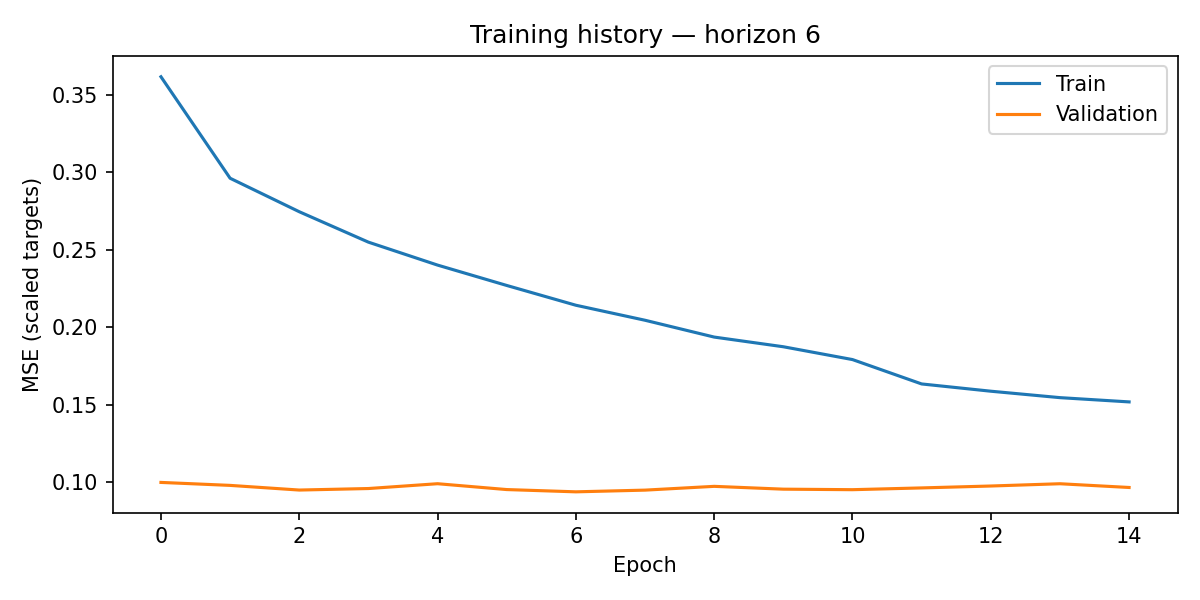 Training history — horizon 6
Train
Validation
MSE (scaled targets)
0.35
0.30
0.25
0.20
0.15
0.10
0 2 4 6 8 10 12 14
Epoch